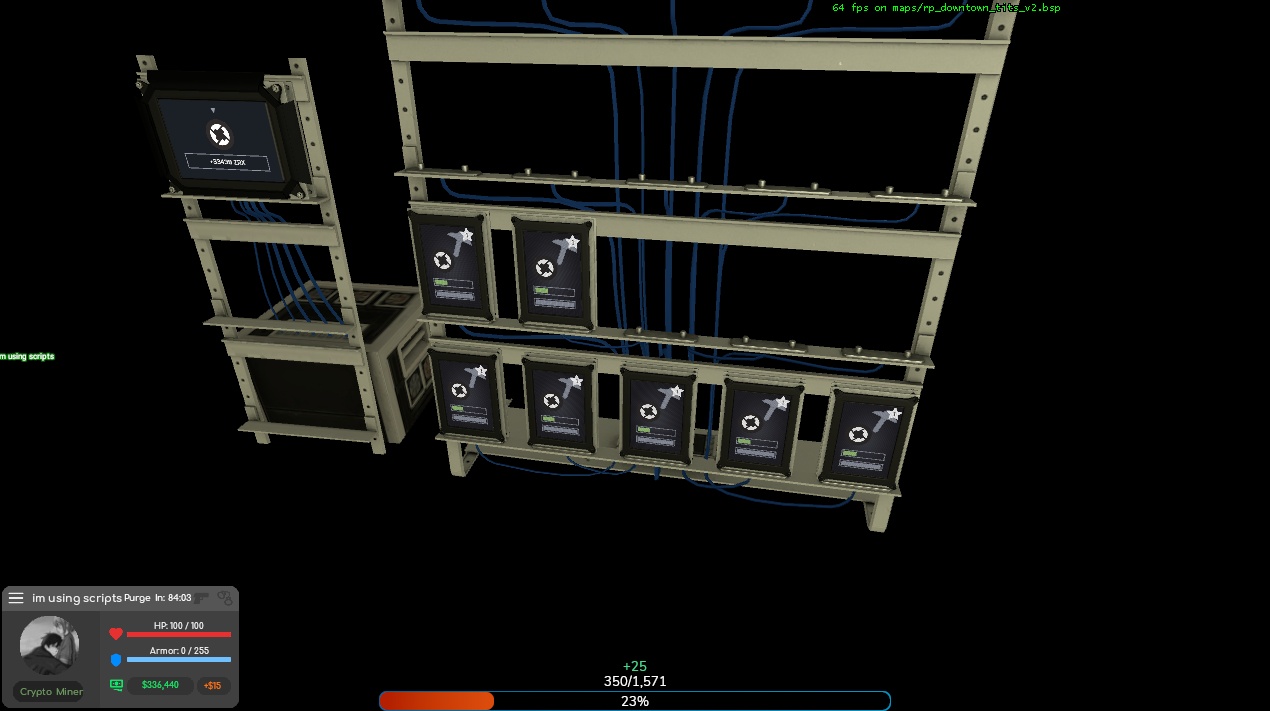 64 fps on maps/rp_downtown_tits_v2.bsp
m using scripts
im using scripts
Purge In: 84:03
HP: 100 / 100
Armor: 0 / 255
$336,440
+$15
Crypto Miner
+25
350/1,571
23%